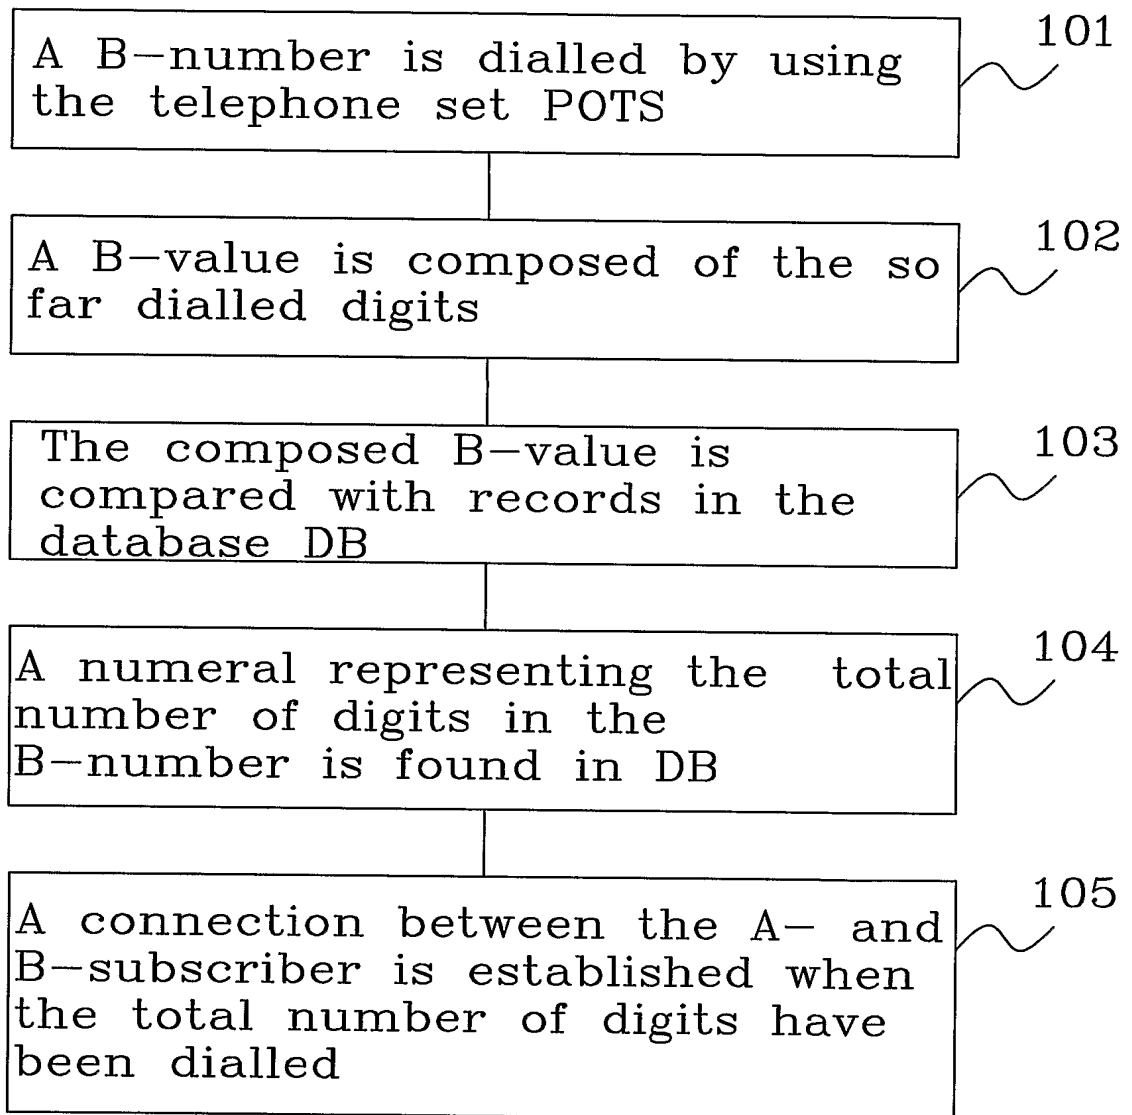 101
A B-number is dialled by using
the telephone set POTS
102
A B-value is composed of the so
far dialled digits
103
The composed B-value is
compared with records in the
database DB
104
A numeral representing the total
number of digits in the
B-number is found in DB
105
A connection between the A- and
B-subscriber is established when
the total number of digits have
been dialled